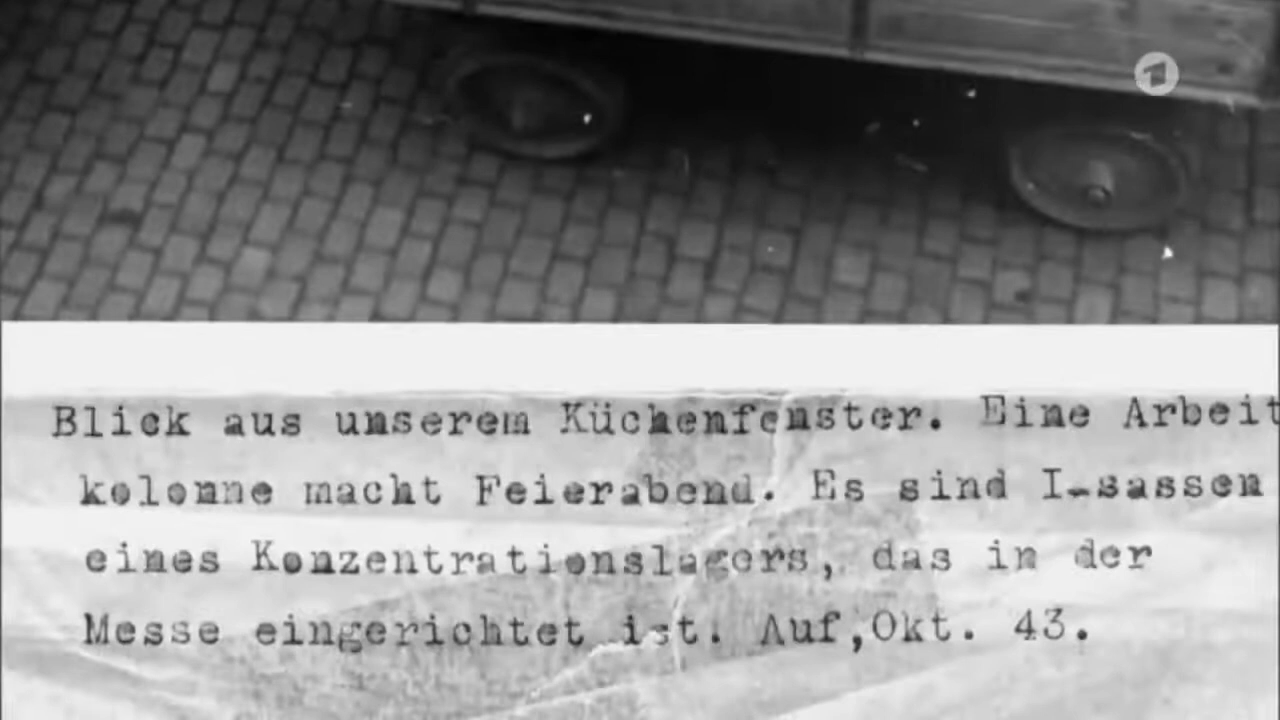 Blick aus unserem Küchenfenster. Eine Arbeit
kolonne macht Feierabend. Es sind I-sassen
eines Konzentrationslagers, das in der
Messe eingerichtet ist. Auf,Okt. 43.